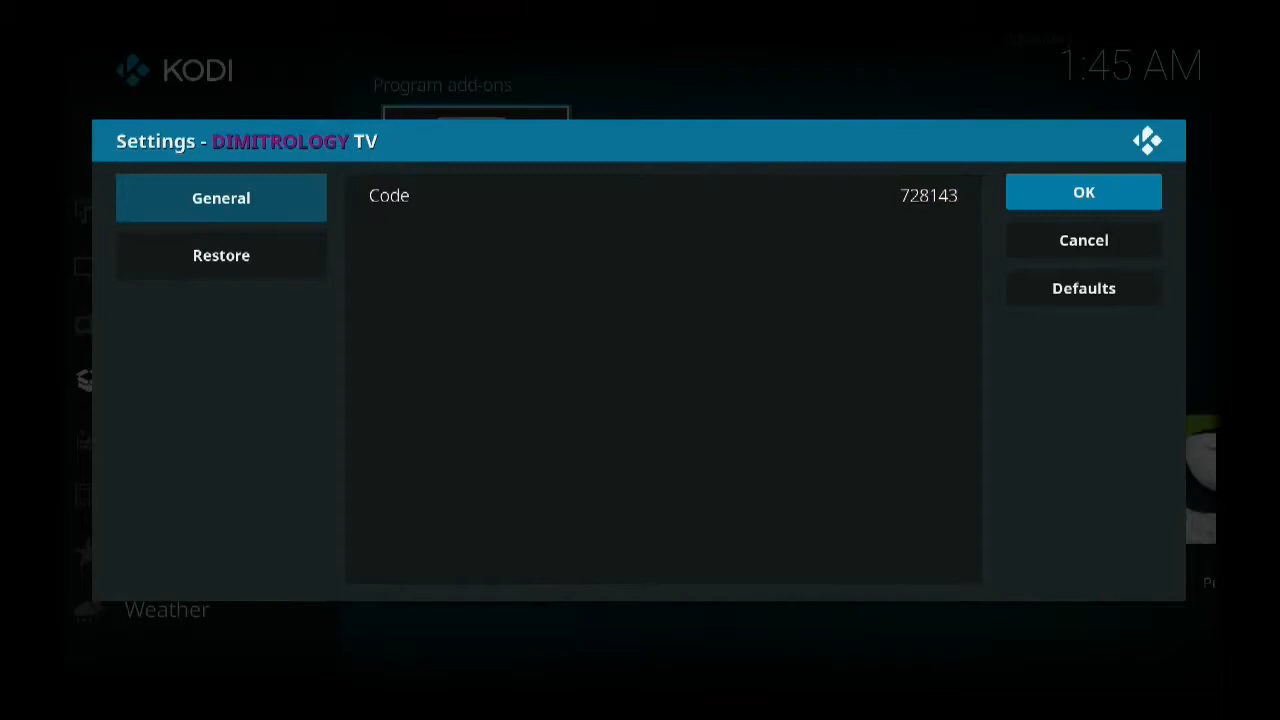 KODI
Program add-ons
1:45 AM
Settings - DIMITROLOGY TV
General
Restore
Code
728143
OK
Cancel
Defaults
Weather